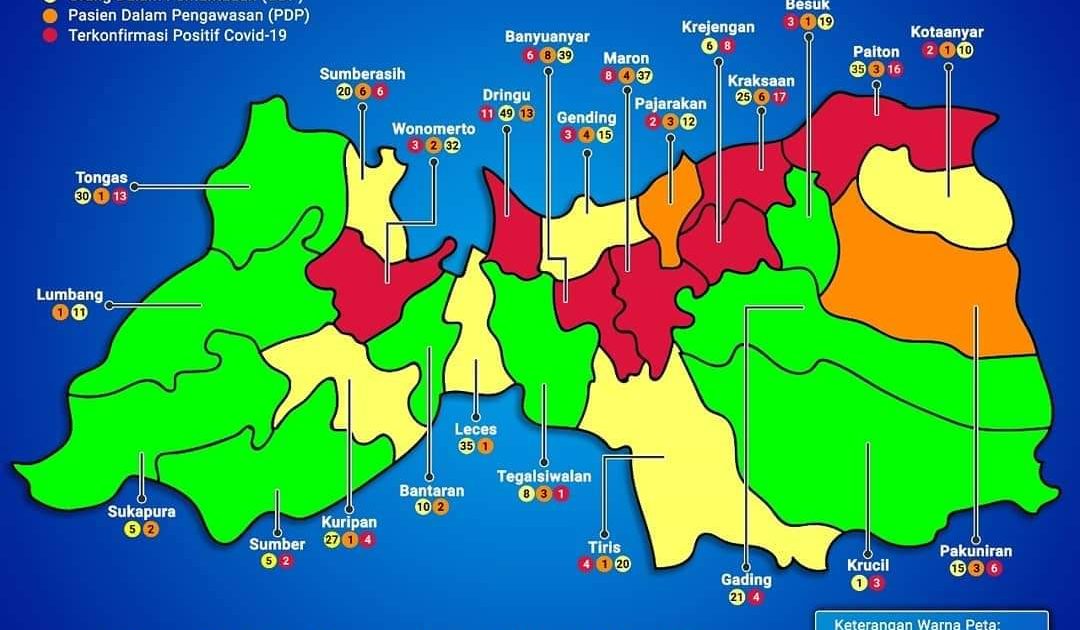 Pasien Dalam Pengawasan (PDP)
Terkonfirmasi Positif Covid-19
Besuk
3 1 19
Krejengan
6 8
Kotaanyar
2 1 10
Banyuanyar
6 8 39
Paiton
35 3 16
Maron
8 4 37
Sumberasih
20 6 6
Kraksaan
25 6 17
Dringu
11 49 13
Pajarakan
2 3 12
Gending
3 4 15
Wonomerto
3 2 32
Tongas
30 1 13
Lumbang
1 11
Leces
35 1
Tegalsiwalan
8 3 1
Bantaran
10 2
Sukapura
5 2
Kuripan
27 1 4
Sumber
5 2
Tiris
4 1 20
Gading
21 4
Krucil
1 3
Pakuniran
15 3 6
Keterangan Warna Peta: